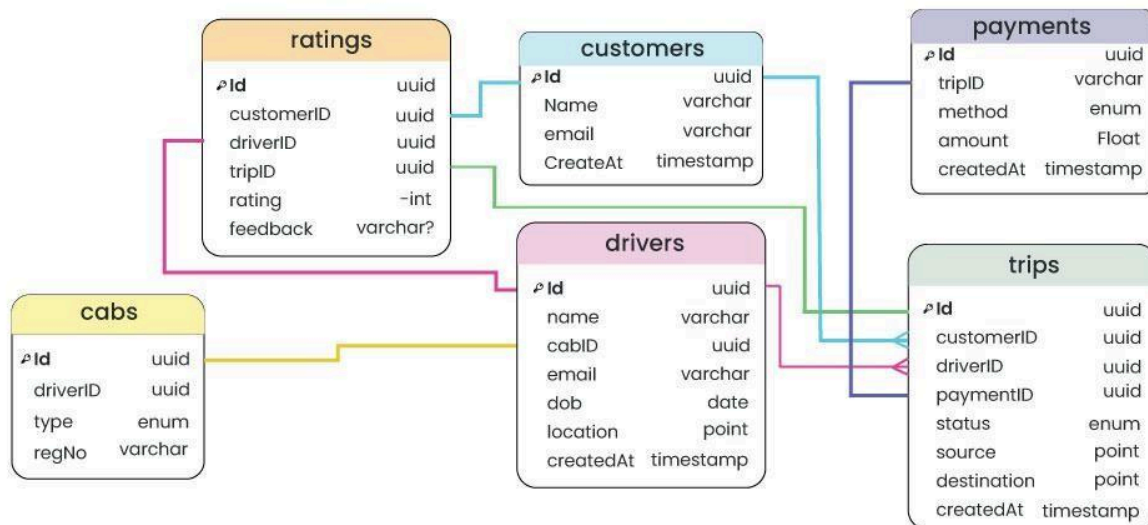 ratings
Id uuid
customerID uuid
driverID uuid
tripID uuid
rating -int
feedback varchar?
customers
Id uuid
Name varchar
email varchar
CreateAt timestamp
payments
Id uuid
tripID varchar
method enum
amount Float
createdAt timestamp
cabs
Id uuid
driverID uuid
type enum
regNo varchar
drivers
Id uuid
name varchar
cabID uuid
email varchar
dob date
location point
createdAt timestamp
trips
Id uuid
customerID uuid
driverID uuid
paymentID uuid
status enum
source point
destination point
createdAt timestamp